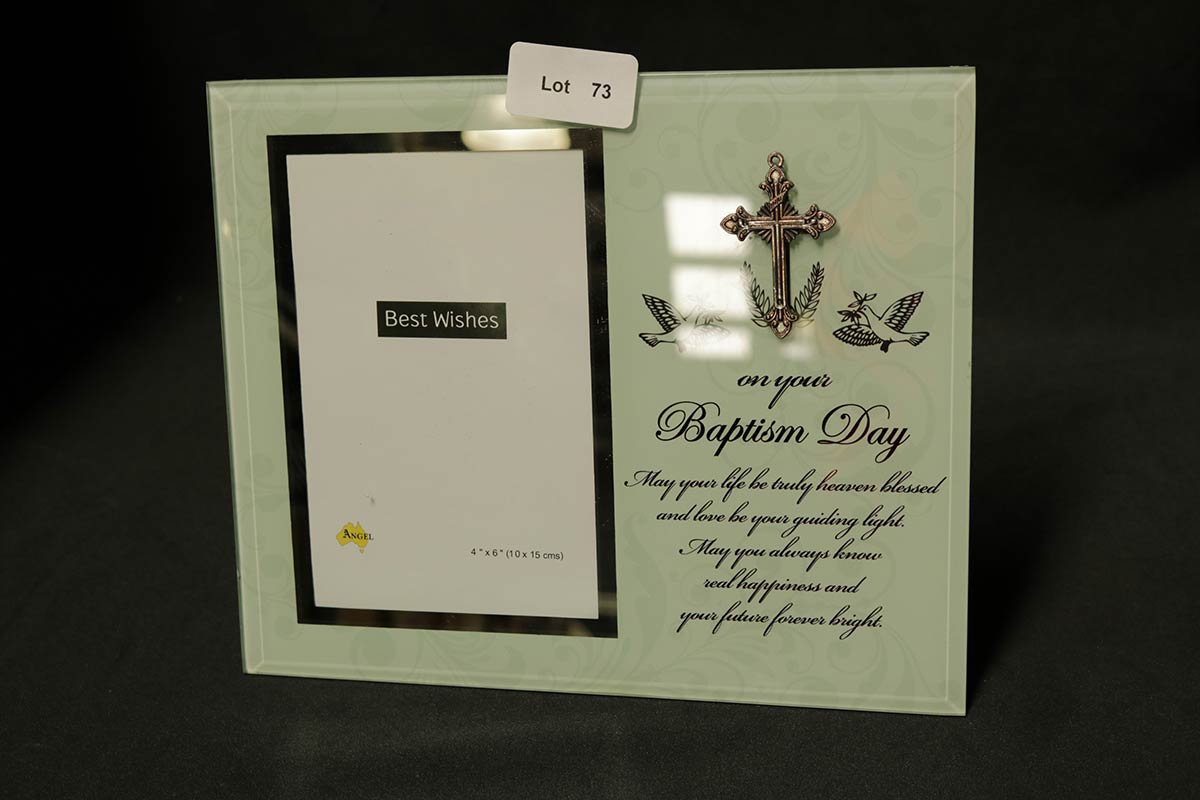 Lot 73
Best Wishes
ANGEL
4" x 6" (10 x 15 cms)
on your
Baptism Day
May your life be truly heaven blessed
and love be your guiding light.
May you always know
real happiness and
your future forever bright.